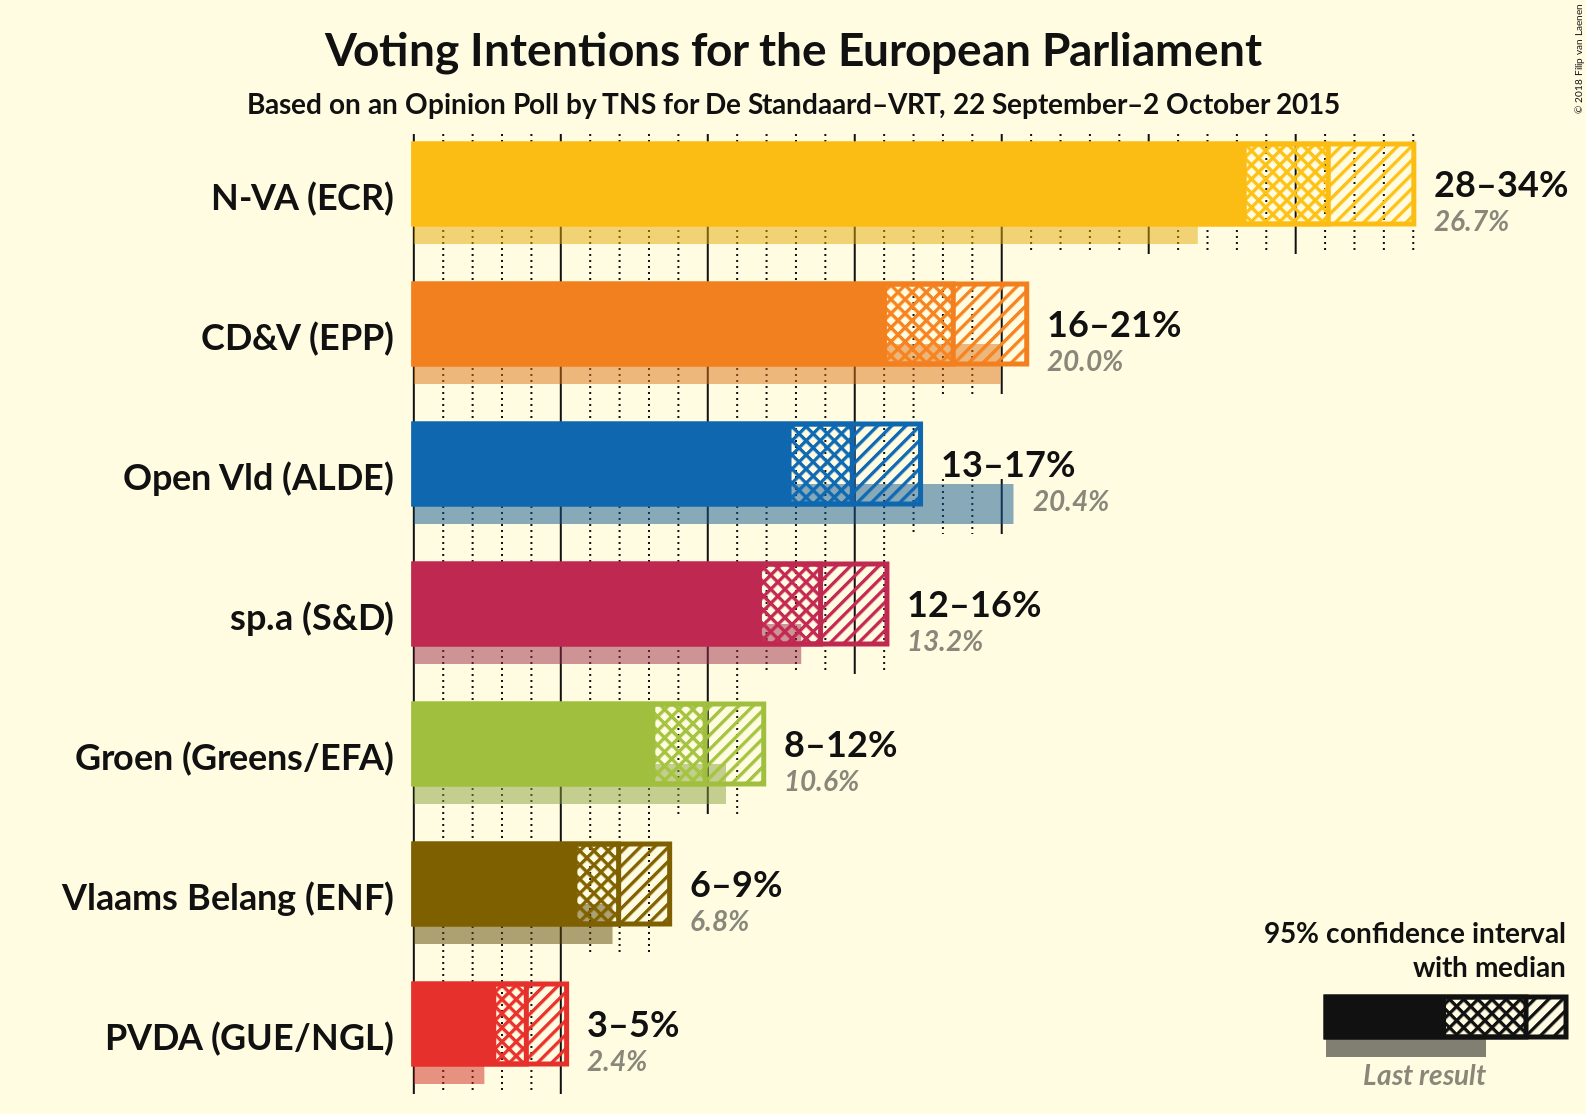 Voting Intentions for the European Parliament
Based on an Opinion Poll by TNS for De Standaard–VRT, 22 September–2 October 2015
© 2018 Filip van Laenen
N-VA (ECR)
28–34%
26.7%
CD&V (EPP)
16–21%
20.0%
Open Vld (ALDE)
13–17%
20.4%
sp.a (S&D)
12–16%
13.2%
Groen (Greens/EFA)
8–12%
10.6%
Vlaams Belang (ENF)
6–9%
6.8%
PVDA (GUE/NGL)
3–5%
2.4%
95% confidence interval
with median
Last result